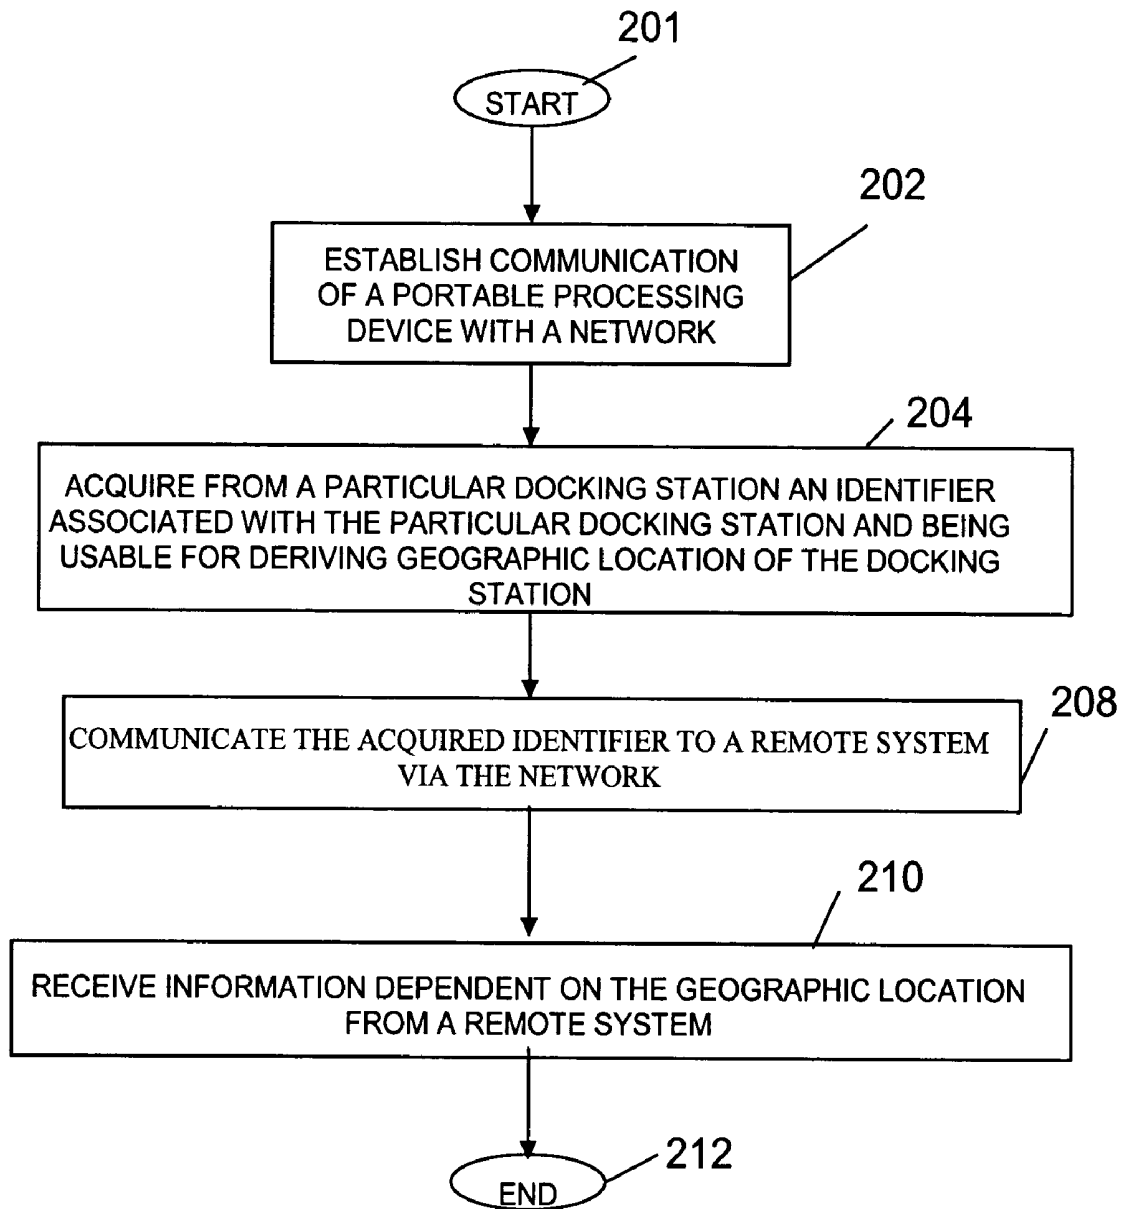 201
START
202
ESTABLISH COMMUNICATION
OF A PORTABLE PROCESSING
DEVICE WITH A NETWORK
204
ACQUIRE FROM A PARTICULAR DOCKING STATION AN IDENTIFIER
ASSOCIATED WITH THE PARTICULAR DOCKING STATION AND BEING
USABLE FOR DERIVING GEOGRAPHIC LOCATION OF THE DOCKING
STATION
208
COMMUNICATE THE ACQUIRED IDENTIFIER TO A REMOTE SYSTEM
VIA THE NETWORK
210
RECEIVE INFORMATION DEPENDENT ON THE GEOGRAPHIC LOCATION
FROM A REMOTE SYSTEM
212
END